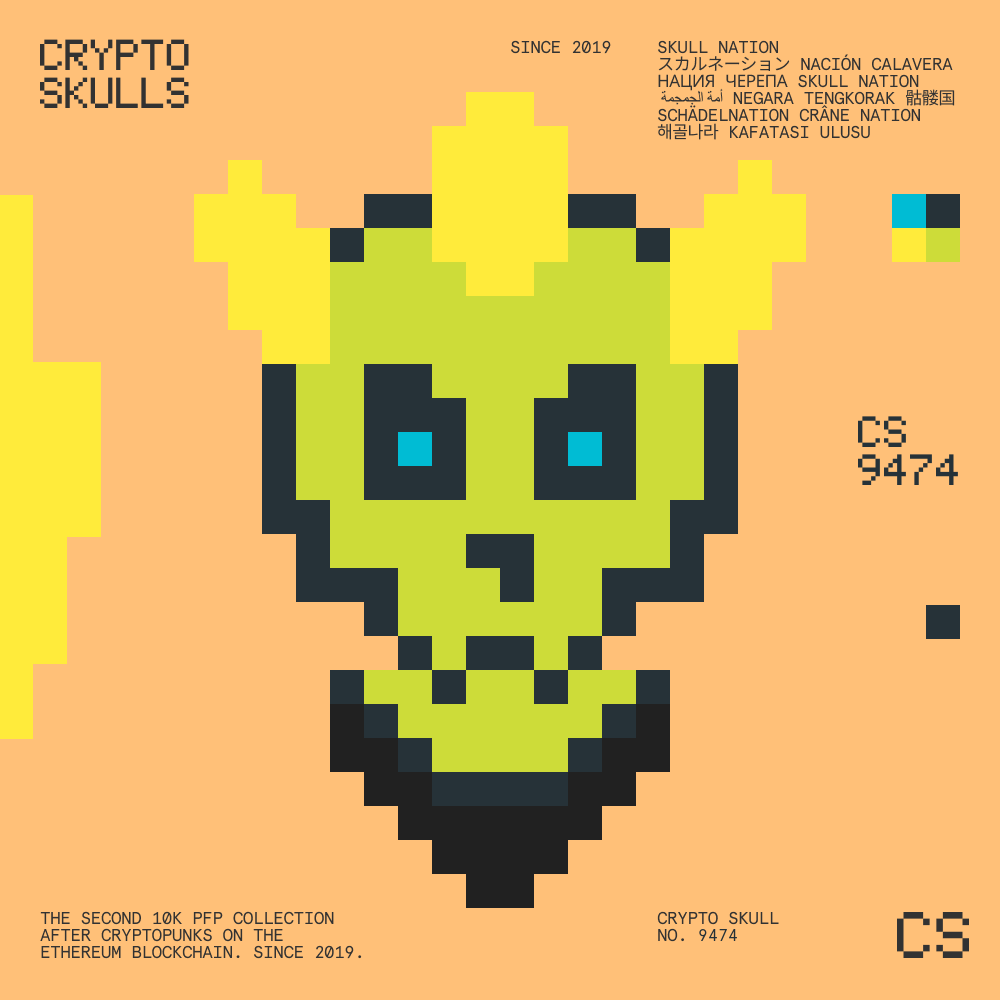 CRYPTO
SKULLS
SINCE 2019
SKULL NATION
スカルネーション NACIÓN CALAVERA
НАЦИЯ ЧЕРЕПА SKULL NATION
أمة الجمجمة NEGARA TENGKORAK 骷髅国
SCHÄDELNATION CRÂNE NATION
해골나라 KAFATASI ULUSU
CS
9474
THE SECOND 10K PFP COLLECTION
AFTER CRYPTOPUNKS ON THE
ETHEREUM BLOCKCHAIN. SINCE 2019.
CRYPTO SKULL
NO. 9474
CS